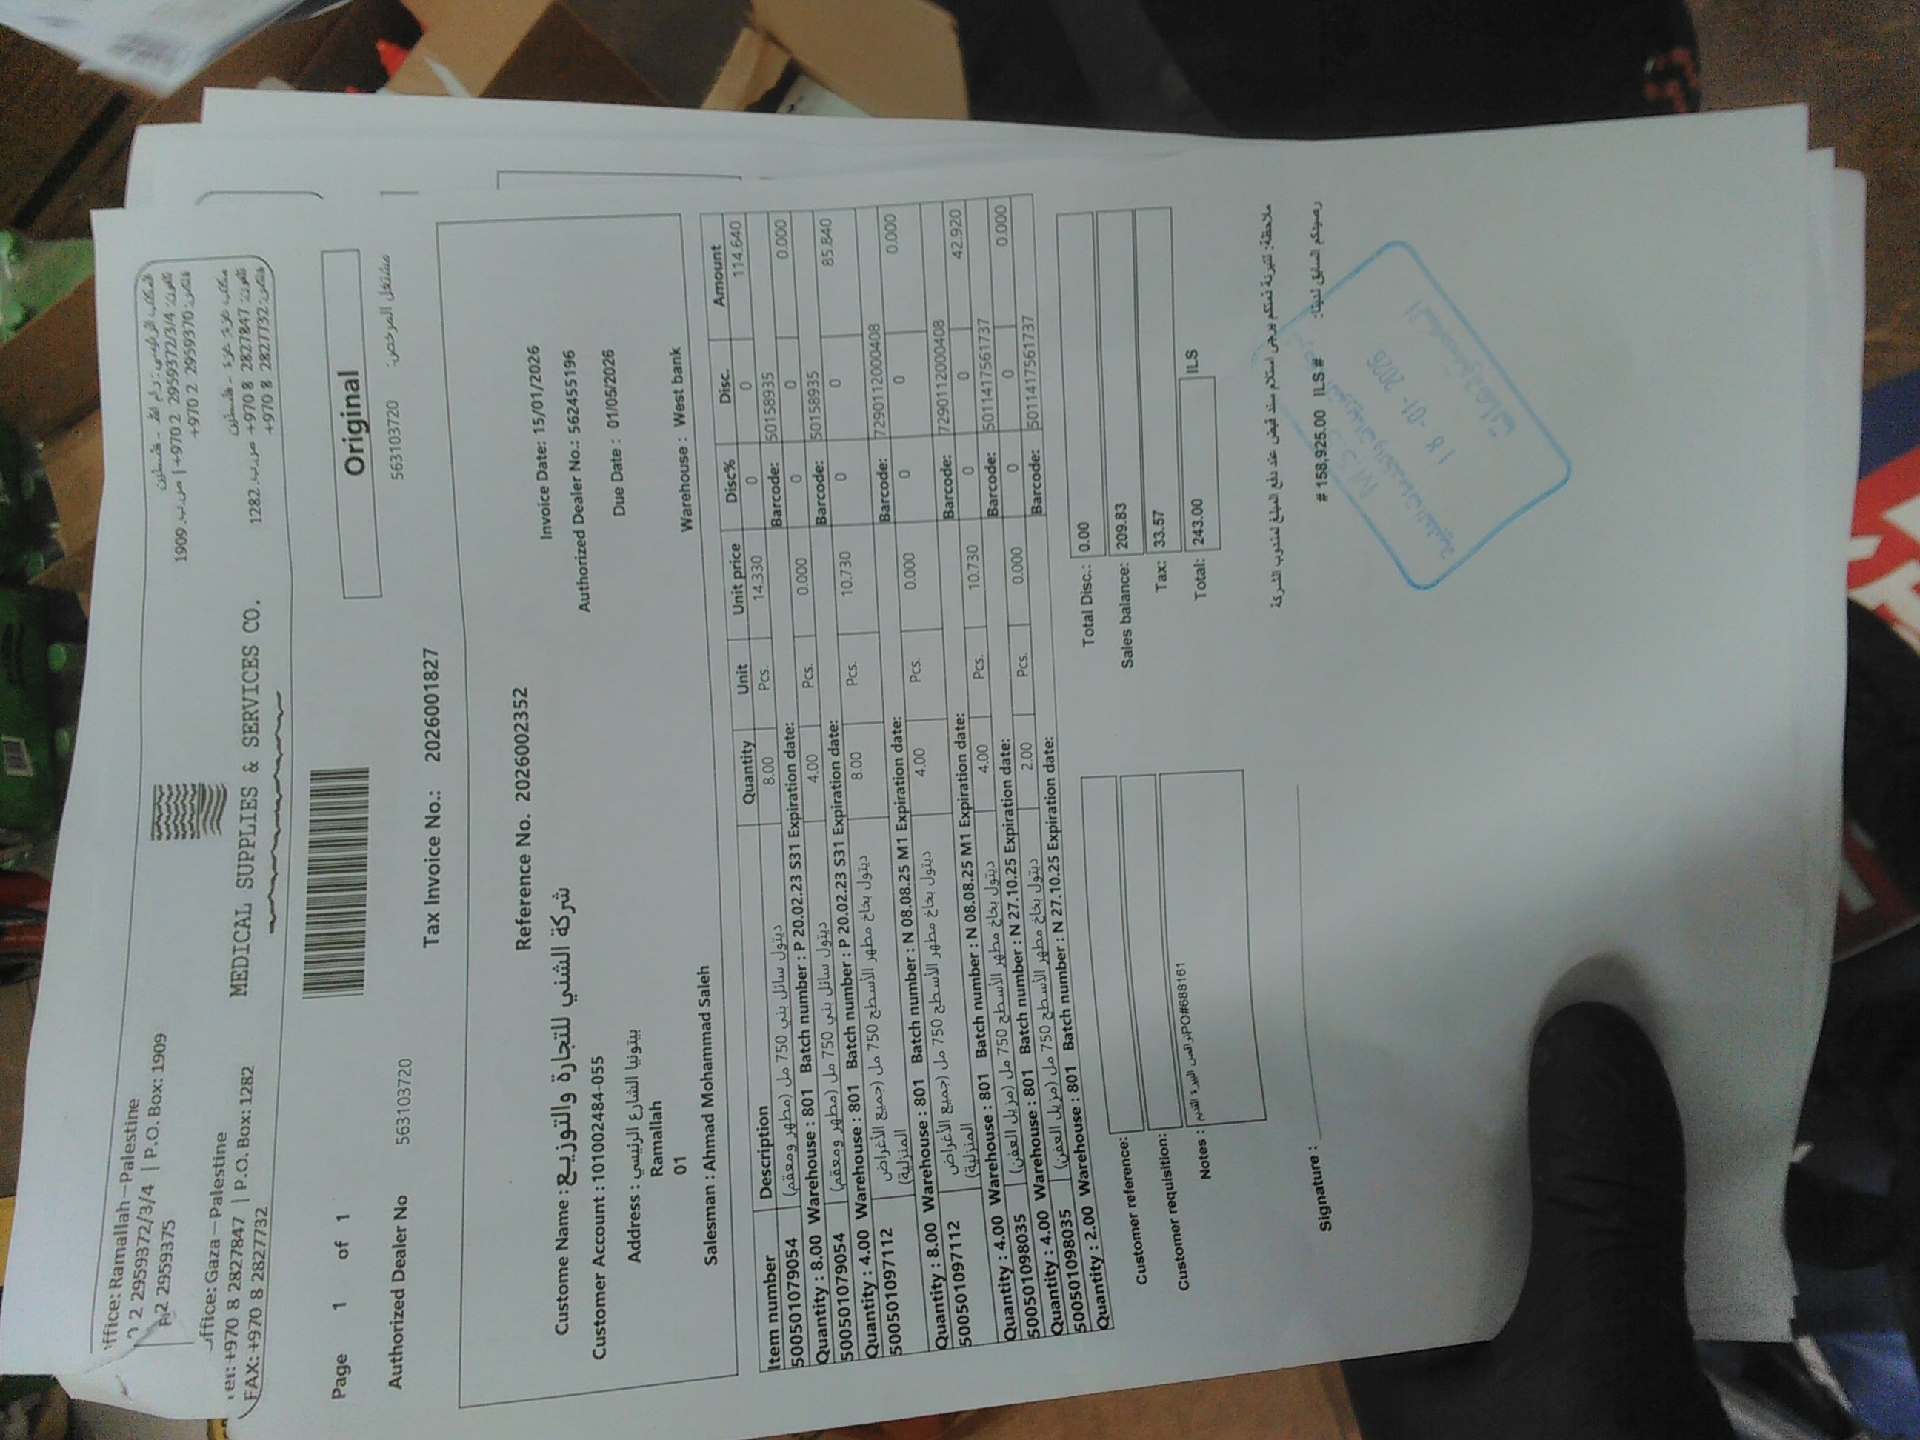 Office: Ramallah – Palestine
2 2959372/3/4 | P.O. Box: 1909
2 2959375
Office: Gaza – Palestine
Tel: +970 8 2827847 | P.O. Box: 1282
FAX: +970 8 2827732
MEDICAL SUPPLIES & SERVICES CO.
المكتب الرئيسي: رام الله - فلسطين
تلفون: 4/3/2959372 2 970+ | ص.ب. 1909
فاكس: 2959370 2 970+
مكتب غزة: غزة - فلسطين
تلفون: 2827847 8 970+ ص.ب. 1282
فاكس: 2827732 8 970+
Page 1 of 1
Original
Authorized Dealer No 563103720
563103720 مشتغل المرخص:
Tax Invoice No.: 2026001827
Reference No. 2026002352
Invoice Date: 15/01/2026
Custome Name : شركة الشني للتجارة والتوزيع
Authorized Dealer No.: 562455196
Customer Account : 101002484-055
Due Date : 01/05/2026
Address : بيتونيا الشارع الرئيسي
Ramallah
01
Warehouse : West bank
Salesman : Ahmad Mohammad Saleh
Item number Description Quantity Unit Unit price Disc% Disc. Amount
500501079054 ديتول سائل بني 750 مل (مطهر ومعقم) 8.00 Pcs. 14.330 0 0 114.640
Quantity : 8.00 Warehouse : 801 Batch number : P 20.02.23 S31 Expiration date: Barcode: 50158935
500501079054 ديتول سائل بني 750 مل (مطهر ومعقم) 4.00 Pcs. 0.000 0 0 0.000
Quantity : 4.00 Warehouse : 801 Batch number : P 20.02.23 S31 Expiration date: Barcode: 50158935
500501097112 ديتول بخاخ مطهر الأسطح 750 مل (جميع الأغراض المنزلية) 8.00 Pcs. 10.730 0 0 85.840
Quantity : 8.00 Warehouse : 801 Batch number : N 08.08.25 M1 Expiration date: Barcode: 7290112000408
500501097112 ديتول بخاخ مطهر الأسطح 750 مل (جميع الأغراض المنزلية) 4.00 Pcs. 0.000 0 0 0.000
Quantity : 4.00 Warehouse : 801 Batch number : N 08.08.25 M1 Expiration date: Barcode: 7290112000408
500501098035 ديتول بخاخ مطهر الأسطح 750 مل (مزيل العفن) 4.00 Pcs. 10.730 0 0 42.920
Quantity : 4.00 Warehouse : 801 Batch number : N 27.10.25 Expiration date: Barcode: 5011417561737
500501098035 ديتول بخاخ مطهر الأسطح 750 مل (مزيل العفن) 2.00 Pcs. 0.000 0 0 0.000
Quantity : 2.00 Warehouse : 801 Batch number : N 27.10.25 Expiration date: Barcode: 5011417561737
Customer reference:
Customer requisition:
Notes : PO#688161
Total Disc.: 0.00
Sales balance: 209.83
Tax: 33.57
Total: 243.00 ILS
ملاحظة: لتبرئة ذمتكم يرجى استلام سند قبض عند دفع المبلغ لمندوب الشركة
رصيدكم السابق لدينا: # 158,925.00 ILS #
Signature :
M.S.S
18 -01- 2026